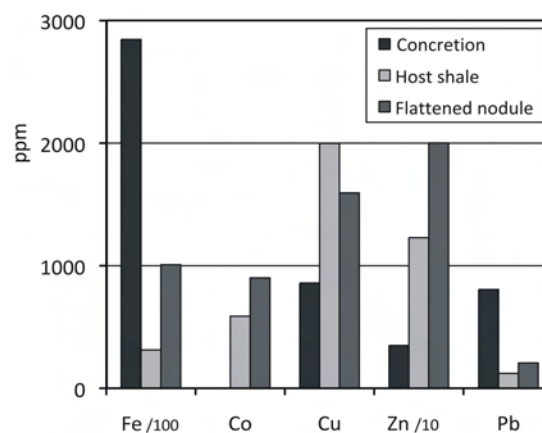 3000
2000
1000
0
ppm
Concretion
Host shale
Flattened nodule
Fe /100 Co Cu Zn /10 Pb